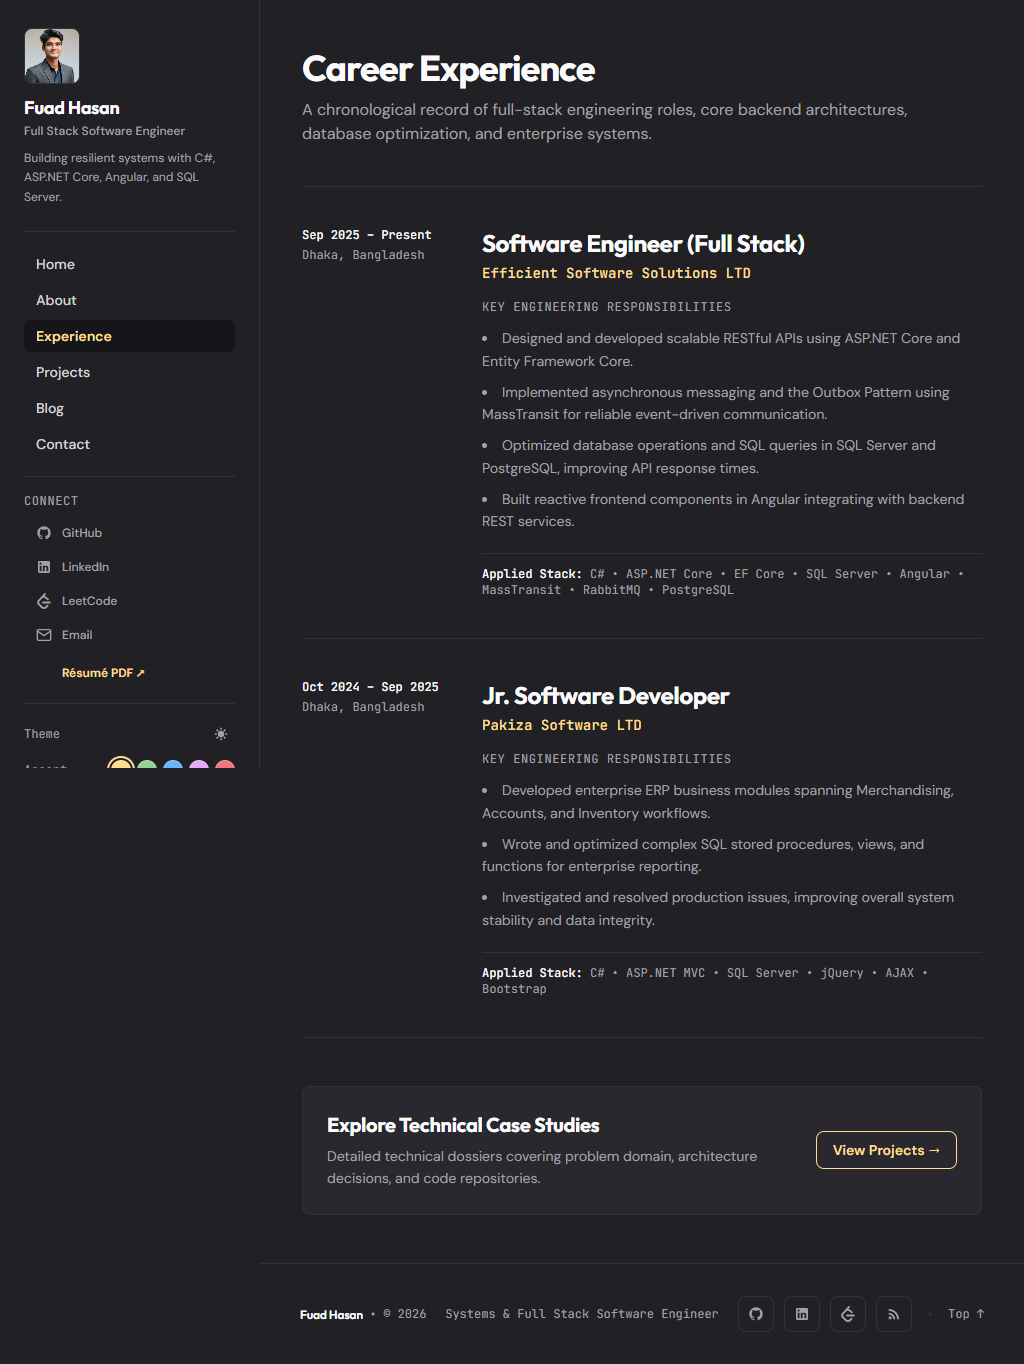 Fuad Hasan
Full Stack Software Engineer
Building resilient systems with C#,
ASP.NET Core, Angular, and SQL
Server.
Home
About
Experience
Projects
Blog
Contact
CONNECT
GitHub
LinkedIn
LeetCode
Email
Résumé PDF ↗
Theme
Career Experience
A chronological record of full-stack engineering roles, core backend architectures,
database optimization, and enterprise systems.
Sep 2025 – Present
Dhaka, Bangladesh
Software Engineer (Full Stack)
Efficient Software Solutions LTD
KEY ENGINEERING RESPONSIBILITIES
• Designed and developed scalable RESTful APIs using ASP.NET Core and
Entity Framework Core.
• Implemented asynchronous messaging and the Outbox Pattern using
MassTransit for reliable event-driven communication.
• Optimized database operations and SQL queries in SQL Server and
PostgreSQL, improving API response times.
• Built reactive frontend components in Angular integrating with backend
REST services.
Applied Stack: C# • ASP.NET Core • EF Core • SQL Server • Angular •
MassTransit • RabbitMQ • PostgreSQL
Oct 2024 – Sep 2025
Dhaka, Bangladesh
Jr. Software Developer
Pakiza Software LTD
KEY ENGINEERING RESPONSIBILITIES
• Developed enterprise ERP business modules spanning Merchandising,
Accounts, and Inventory workflows.
• Wrote and optimized complex SQL stored procedures, views, and
functions for enterprise reporting.
• Investigated and resolved production issues, improving overall system
stability and data integrity.
Applied Stack: C# • ASP.NET MVC • SQL Server • jQuery • AJAX •
Bootstrap
Explore Technical Case Studies
Detailed technical dossiers covering problem domain, architecture
decisions, and code repositories.
View Projects →
Fuad Hasan • © 2026 Systems & Full Stack Software Engineer · Top ↑